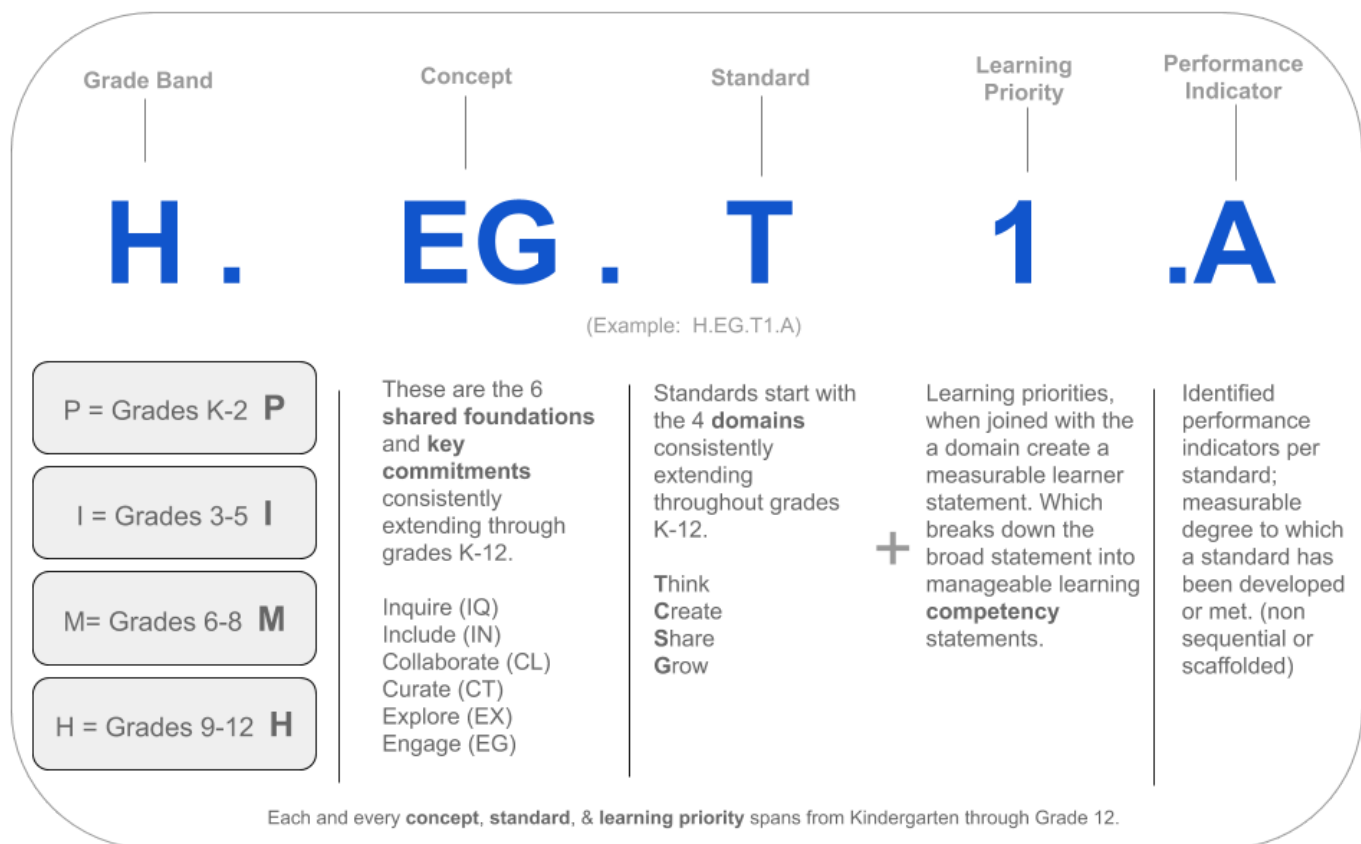 Grade Band
Concept
Standard
Learning
Priority
Performance
Indicator
H . EG . T 1 .A
(Example: H.EG.T1.A)
P = Grades K-2 P
I = Grades 3-5 I
M= Grades 6-8 M
H = Grades 9-12 H
These are the 6
shared foundations
and key
commitments
consistently
extending through
grades K-12.
Inquire (IQ)
Include (IN)
Collaborate (CL)
Curate (CT)
Explore (EX)
Engage (EG)
Standards start with
the 4 domains
consistently
extending
throughout grades
K-12.
Think
Create
Share
Grow
+
Learning priorities,
when joined with the
a domain create a
measurable learner
statement. Which
breaks down the
broad statement into
manageable learning
competency
statements.
Identified
performance
indicators per
standard;
measurable
degree to which
a standard has
been developed
or met. (non
sequential or
scaffolded)
Each and every concept, standard, & learning priority spans from Kindergarten through Grade 12.